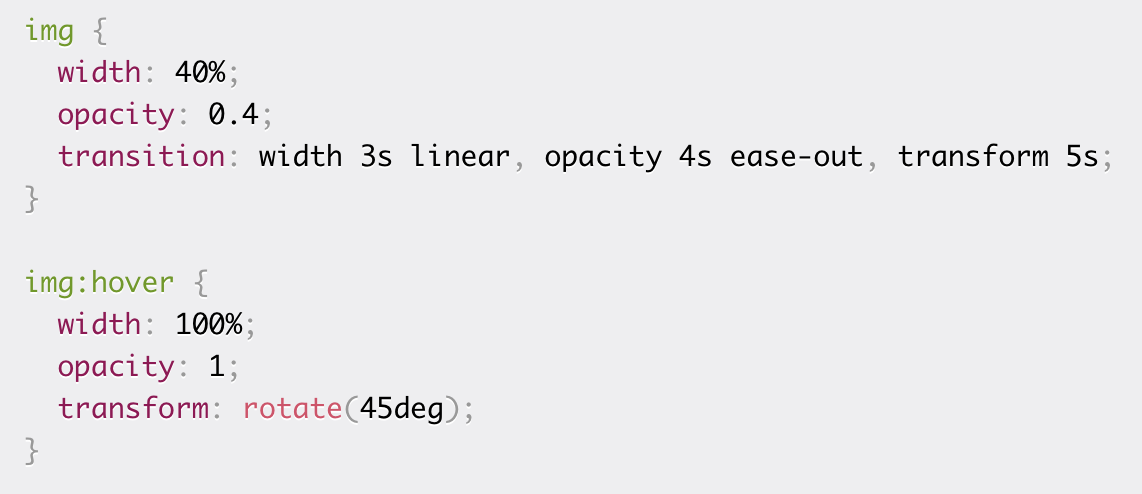 img {
  width: 40%;
  opacity: 0.4;
  transition: width 3s linear, opacity 4s ease-out, transform 5s;
}

img:hover {
  width: 100%;
  opacity: 1;
  transform: rotate(45deg);
}